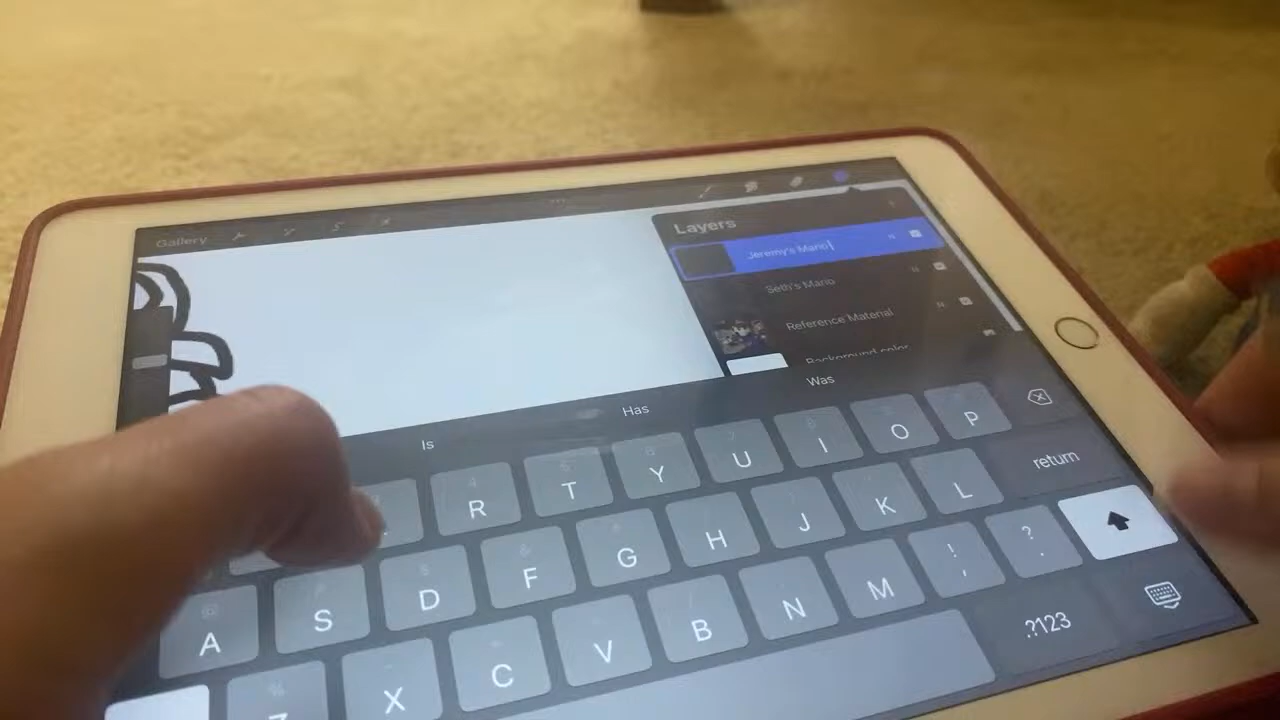 Gallery
Layers
Jeremy's Mario
Seth's Mario
N
Reference Material
N
Background color
Is
Has
Was
R T Y U I O P
return
A S D F G H J K L
Z X C V B N M ! , ? .
.?123